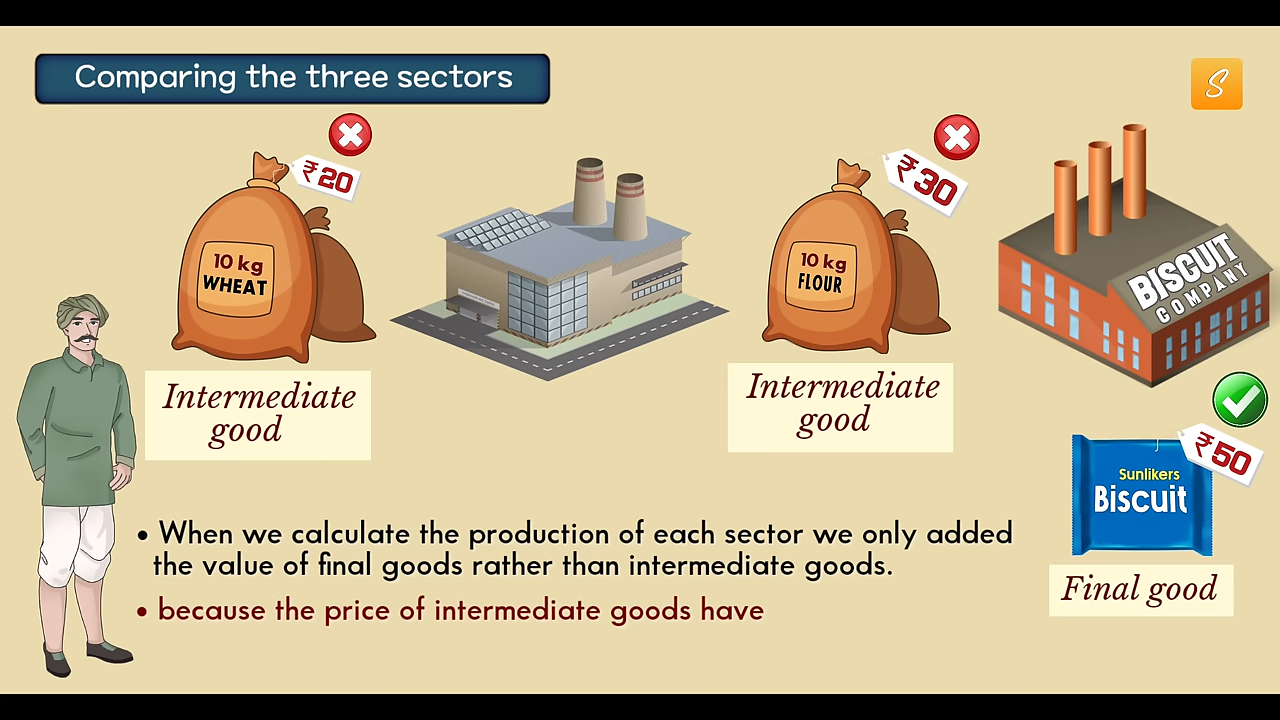 Comparing the three sectors
S
₹20
₹30
10 kg
WHEAT
10 kg
FLOUR
BISCUIT
COMPANY
Intermediate
good
Intermediate
good
₹50
Sunlikers
Biscuit
Final good
• When we calculate the production of each sector we only added
the value of final goods rather than intermediate goods.
• because the price of intermediate goods have